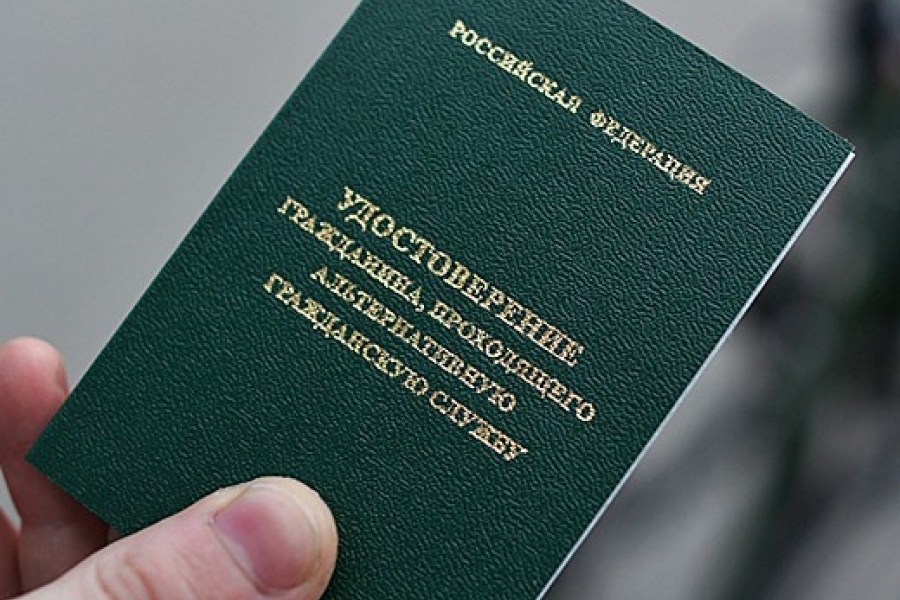 РОССИЙСКАЯ ФЕДЕРАЦИЯ
УДОСТОВЕРЕНИЕ
ГРАЖДАНИНА, ПРОХОДЯЩЕГО
АЛЬТЕРНАТИВНУЮ
ГРАЖДАНСКУЮ СЛУЖБУ